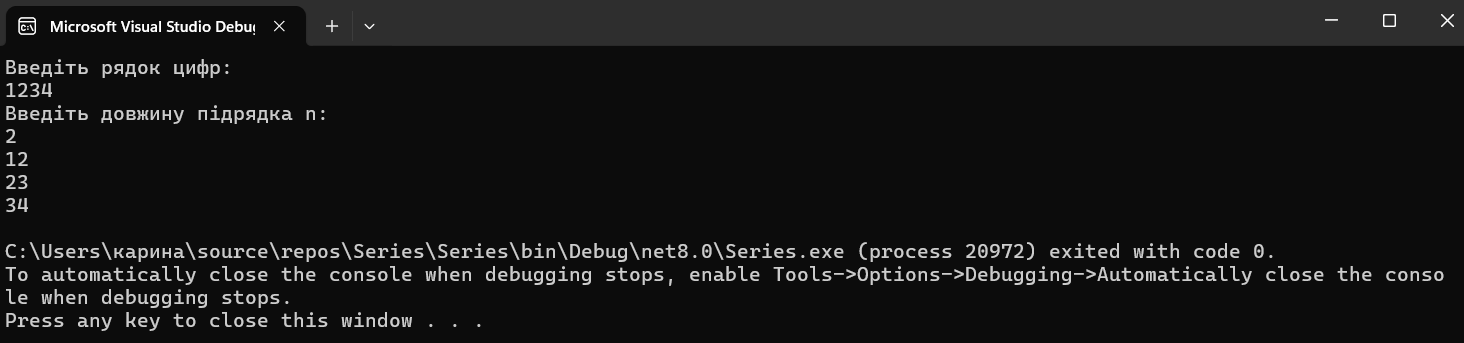 Microsoft Visual Studio Debug
Введіть рядок цифр:
1234
Введіть довжину підрядка n:
2
12
23
34
C:\Users\карина\source\repos\Series\Series\bin\Debug\net8.0\Series.exe (process 20972) exited with code 0.
To automatically close the console when debugging stops, enable Tools->Options->Debugging->Automatically close the conso
le when debugging stops.
Press any key to close this window . . .